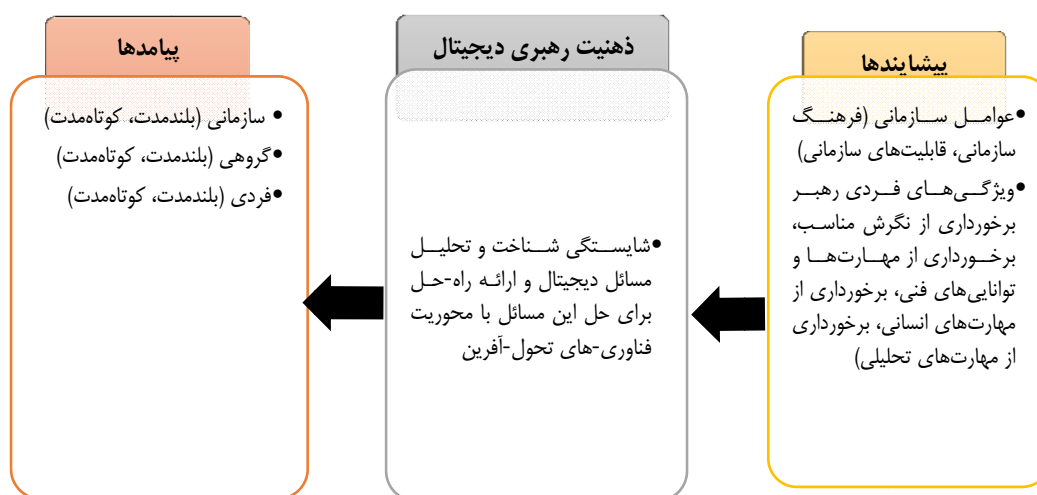 پیشایندها
•عوامل سازمانی (فرهنگ
سازمانی، قابلیت‌های سازمانی)
•ویژگی‌های فردی رهبر
برخورداری از نگرش مناسب،
برخورداری از مهارت‌ها و
توانایی‌های فنی، برخورداری از
مهارت‌های انسانی، برخورداری
از مهارت‌های تحلیلی)
ذهنیت رهبری دیجیتال
•شایستگی شناخت و تحلیل
مسائل دیجیتال و ارائه راه-حل
برای حل این مسائل با محوریت
فناوری-های تحول-آفرین
پیامدها
• سازمانی (بلندمدت، کوتاه‌مدت)
•گروهی (بلندمدت، کوتاه‌مدت)
•فردی (بلندمدت، کوتاه‌مدت)